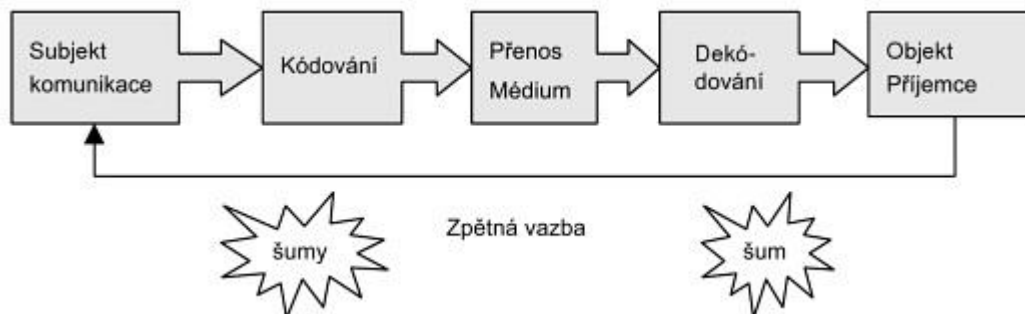 Subjekt
komunikace
Kódování
Přenos
Médium
Dekó-
dování
Objekt
Příjemce
šumy
Zpětná vazba
šum